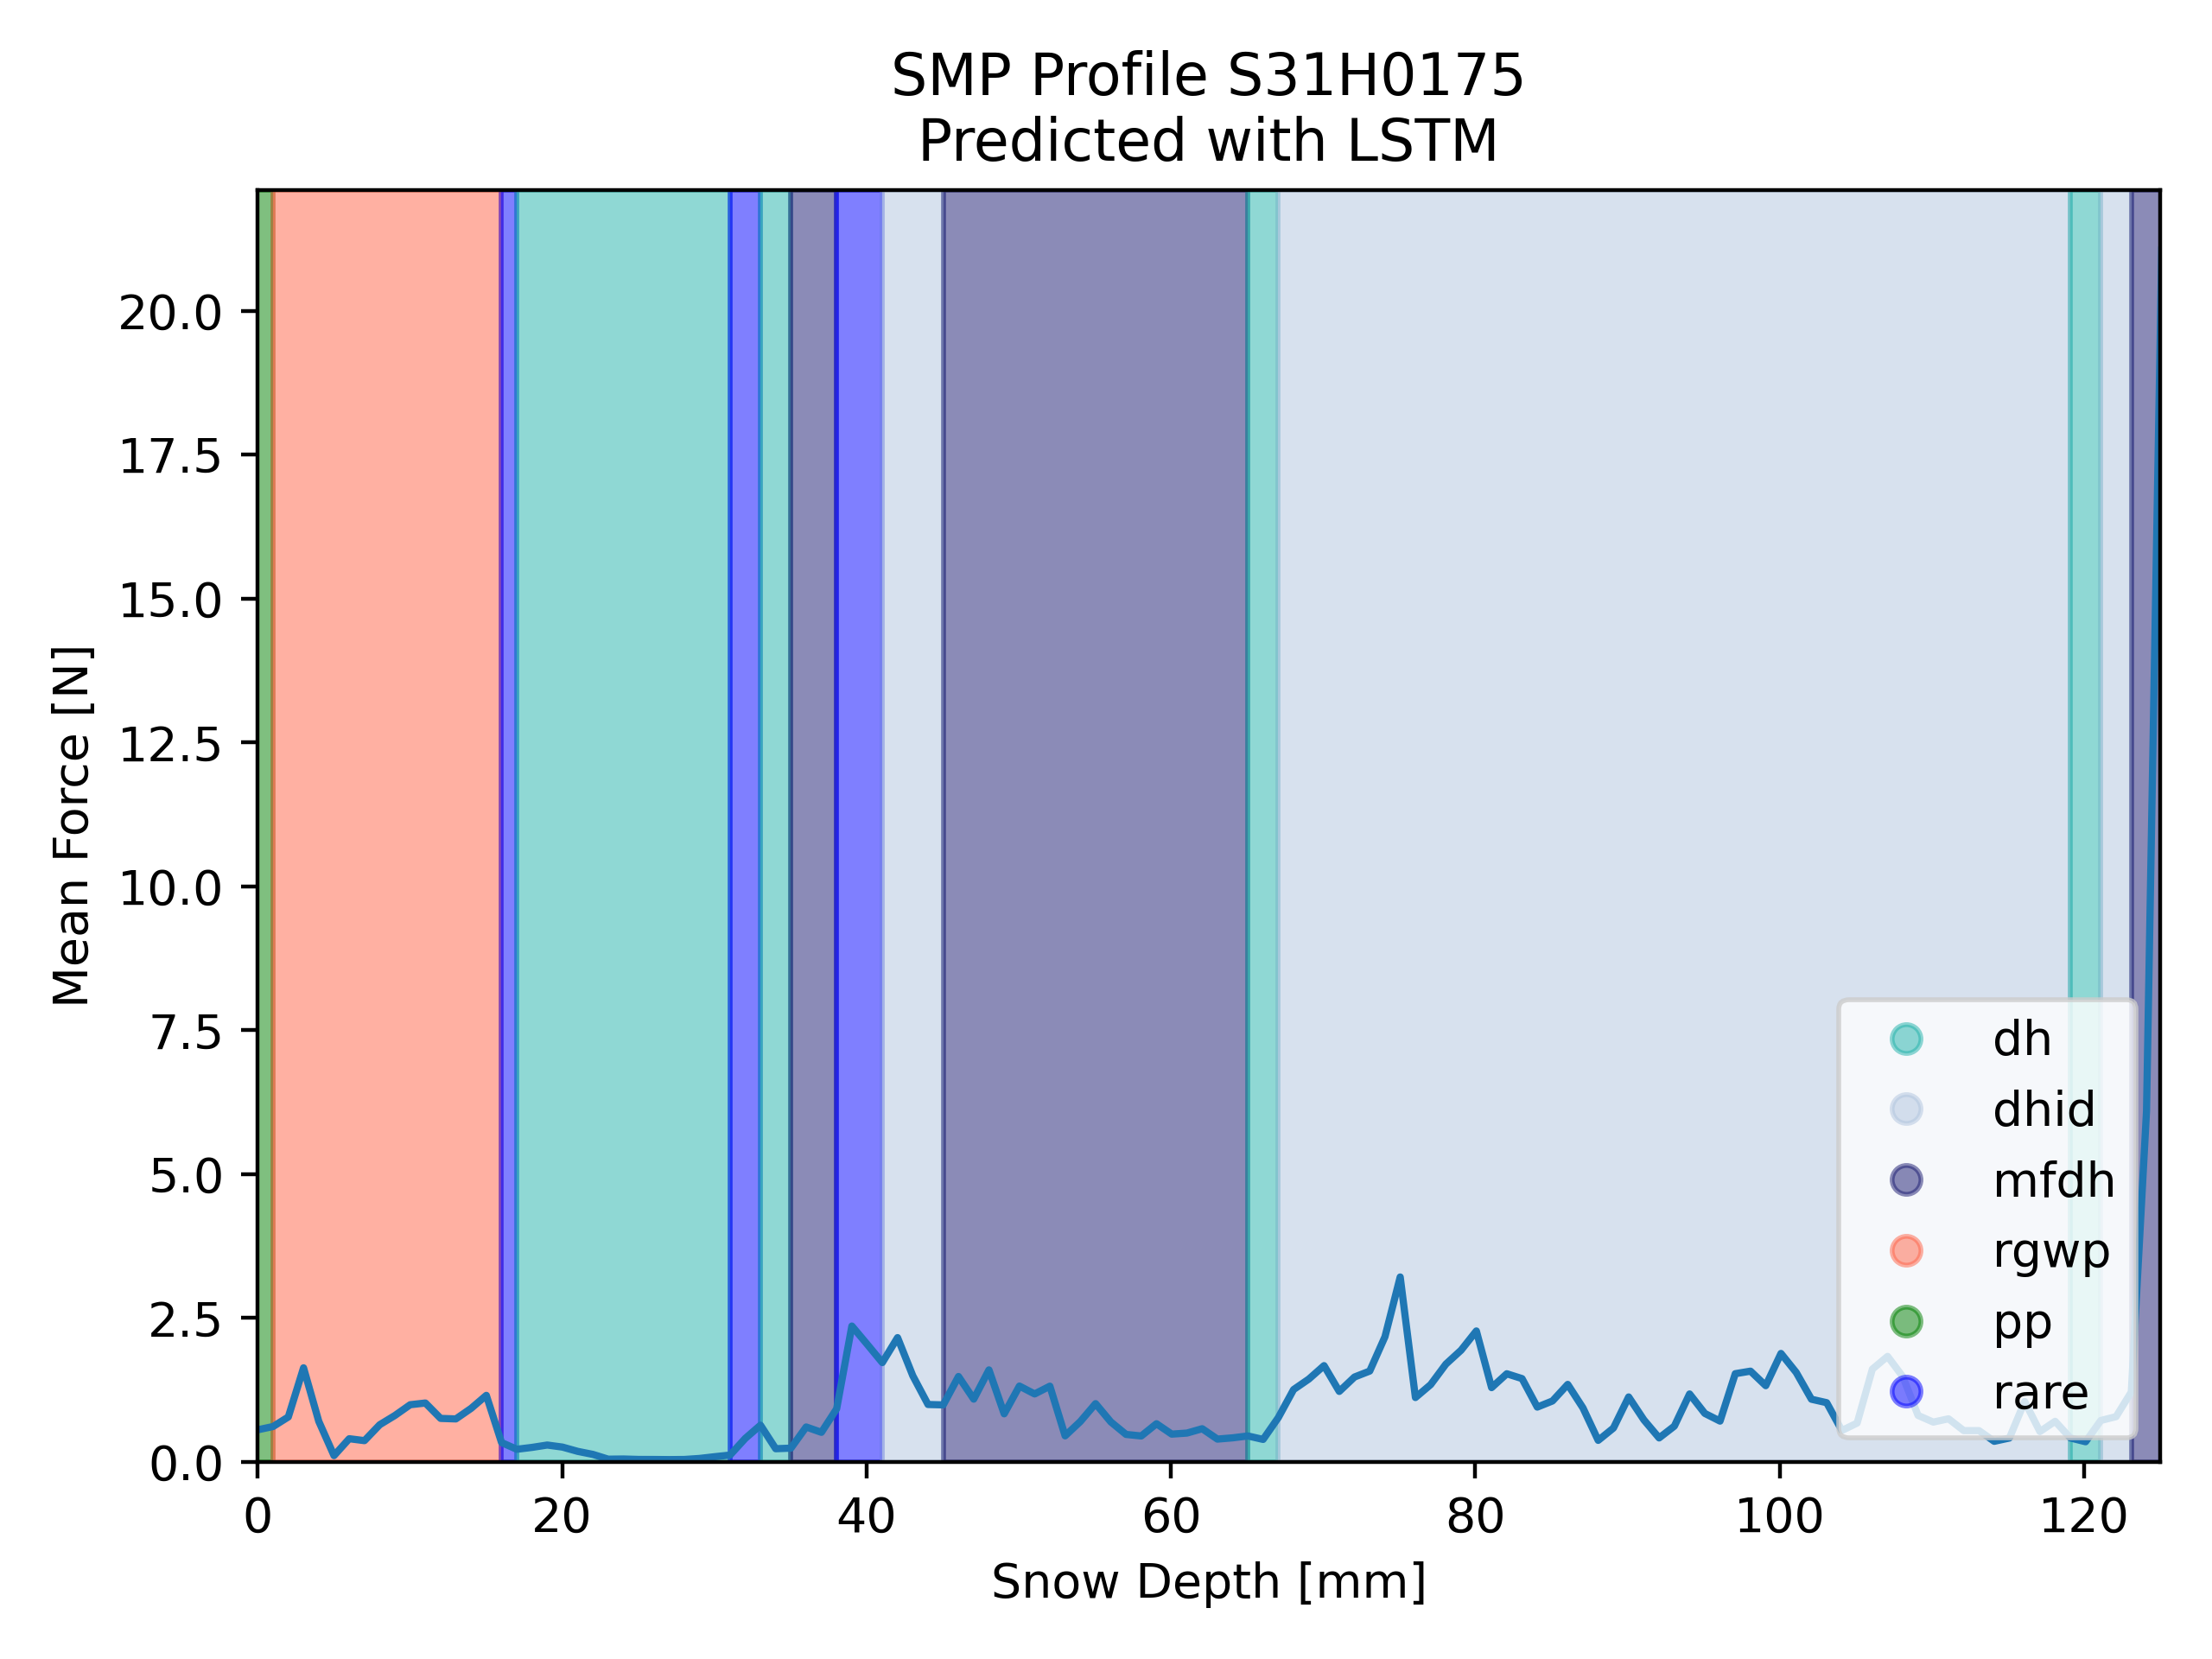 SMP Profile S31H0175
Predicted with LSTM
Mean Force [N]
20.0
17.5
15.0
12.5
10.0
7.5
5.0
2.5
0.0
dh
dhid
mfdh
rgwp
pp
rare
0 20 40 60 80 100 120
Snow Depth [mm]